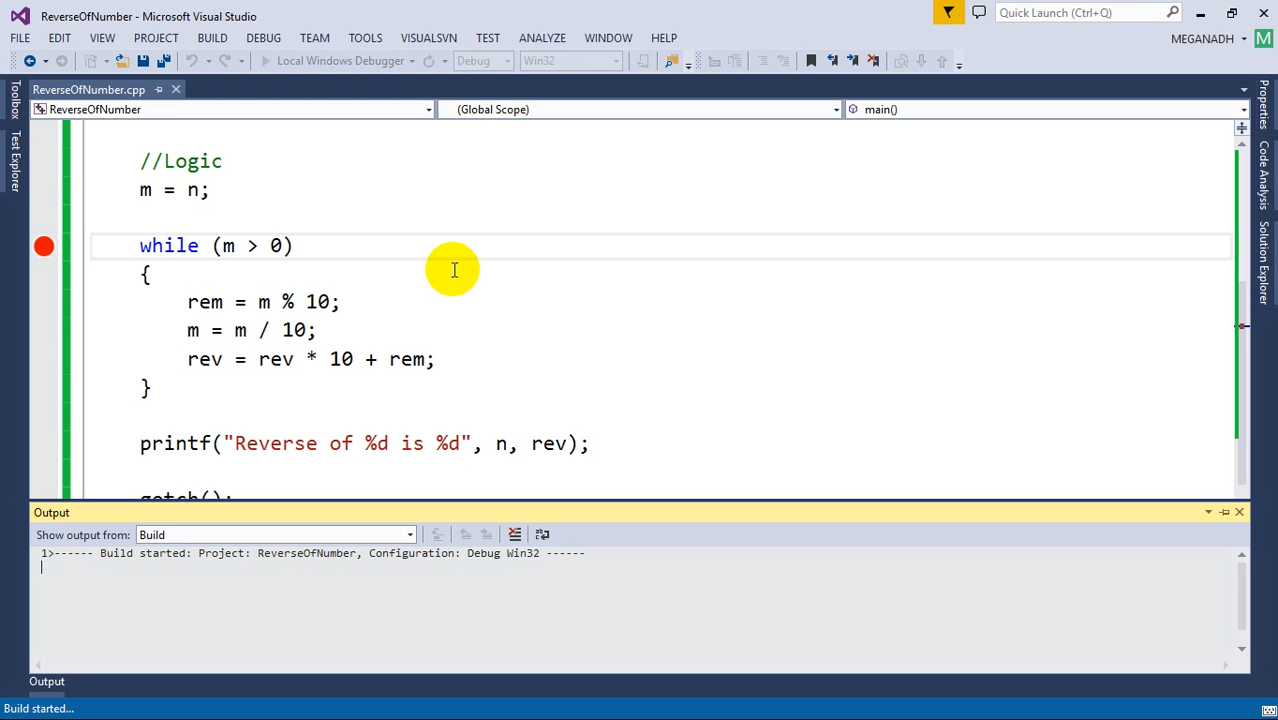 ReverseOfNumber - Microsoft Visual Studio
Quick Launch (Ctrl+Q)
FILE EDIT VIEW PROJECT BUILD DEBUG TEAM TOOLS VISUALSVN TEST ANALYZE WINDOW HELP
MEGANADH M
Local Windows Debugger Debug Win32
ReverseOfNumber.cpp
ReverseOfNumber (Global Scope) main()
Toolbox
Test Explorer
Properties
Code Analysis
Solution Explorer
//Logic
m = n;
while (m > 0)
{
rem = m % 10;
m = m / 10;
rev = rev * 10 + rem;
}
printf("Reverse of %d is %d", n, rev);
getch();
Output
Show output from: Build
1>------ Build started: Project: ReverseOfNumber, Configuration: Debug Win32 ------
Output
Build started...